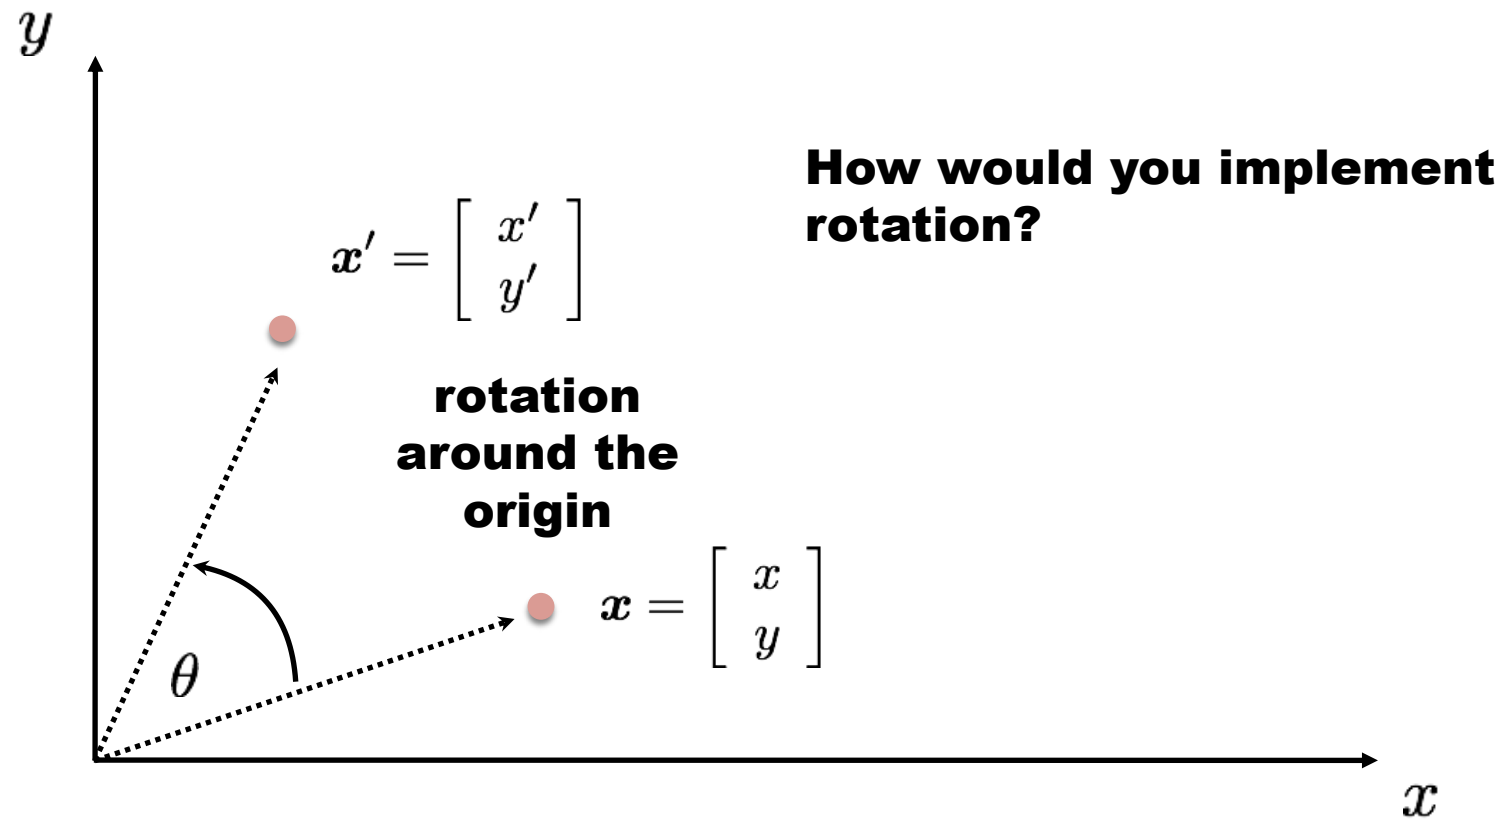 y
How would you implement
rotation?
x' = [ x' y' ]
rotation
around the
origin
x = [ x y ]
θ
x